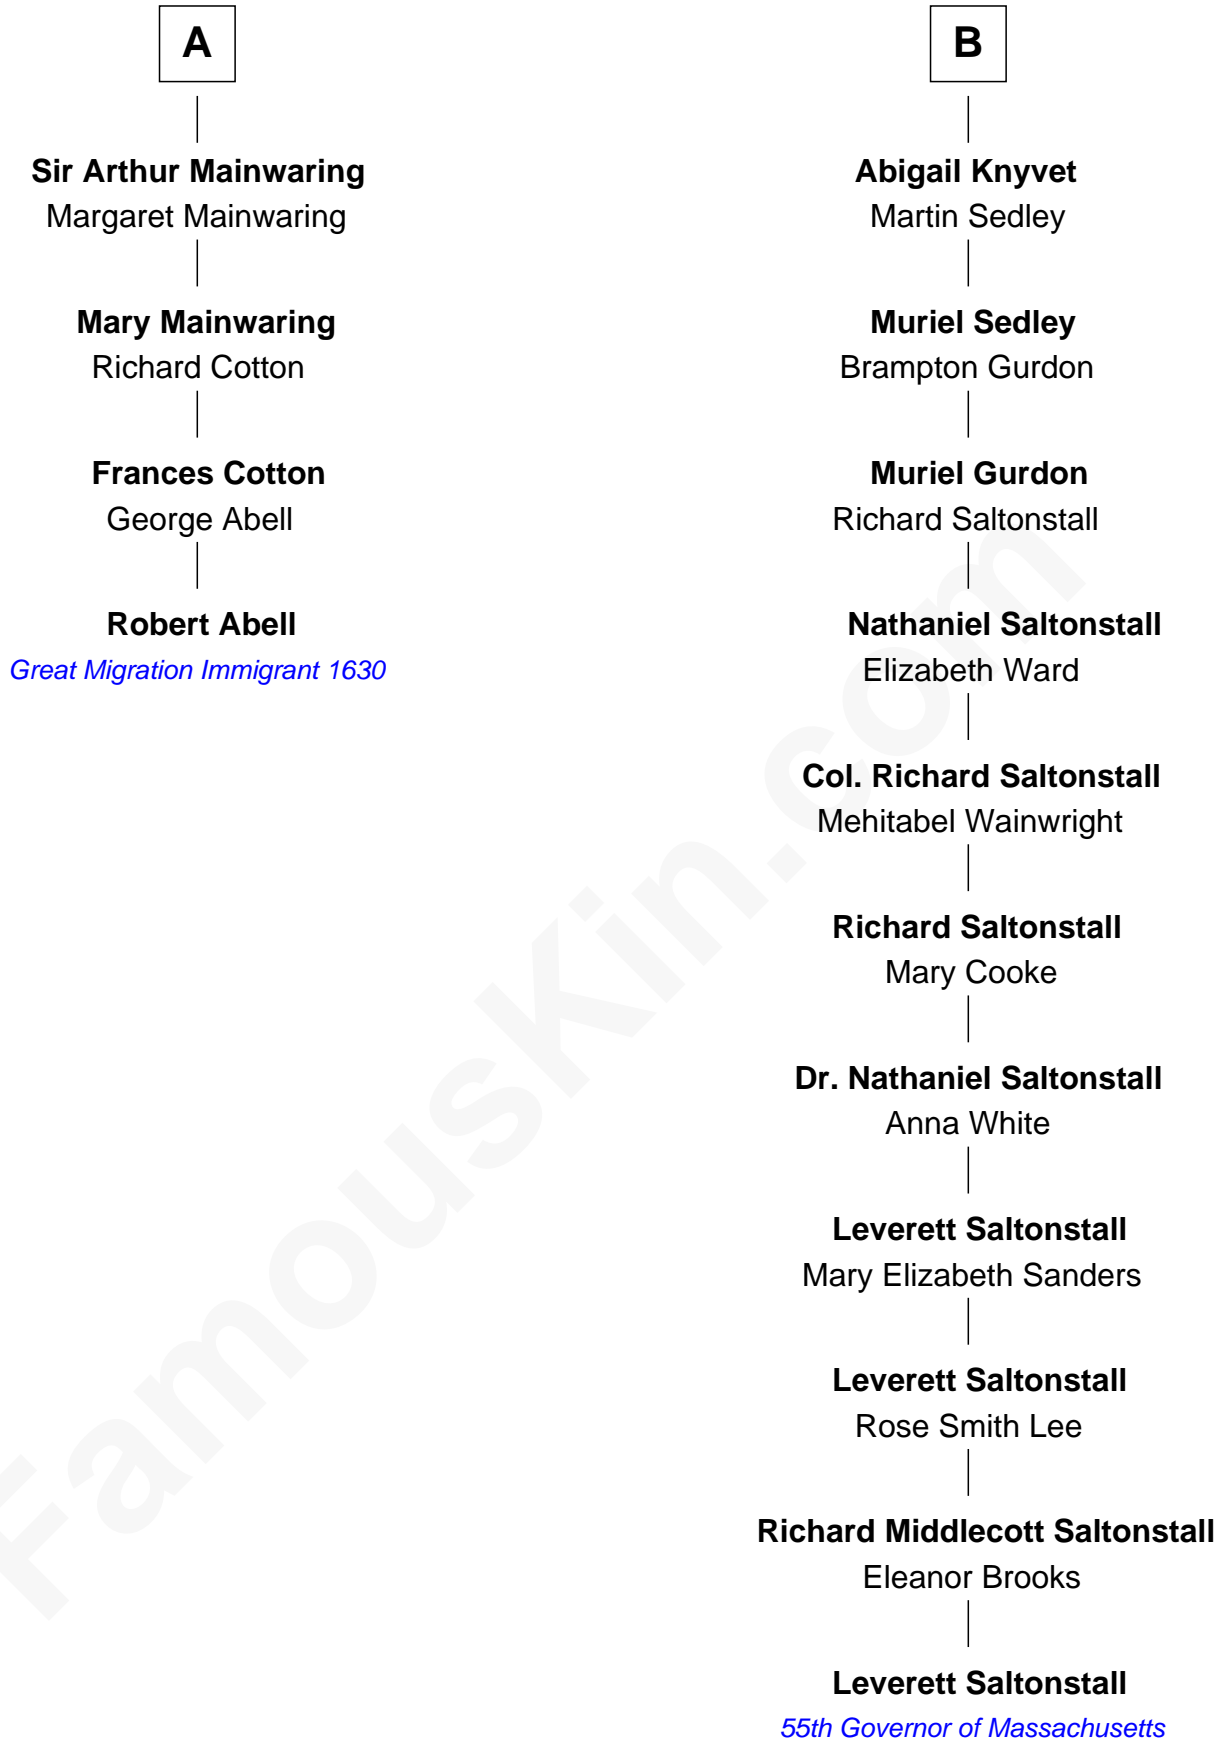 A
Sir Arthur Mainwaring
Margaret Mainwaring
Mary Mainwaring
Richard Cotton
Frances Cotton
George Abell
Robert Abell
Great Migration Immigrant 1630
B
Abigail Knyvet
Martin Sedley
Muriel Sedley
Brampton Gurdon
Muriel Gurdon
Richard Saltonstall
Nathaniel Saltonstall
Elizabeth Ward
Col. Richard Saltonstall
Mehitabel Wainwright
Richard Saltonstall
Mary Cooke
Dr. Nathaniel Saltonstall
Anna White
Leverett Saltonstall
Mary Elizabeth Sanders
Leverett Saltonstall
Rose Smith Lee
Richard Middlecott Saltonstall
Eleanor Brooks
Leverett Saltonstall
55th Governor of Massachusetts
FamousKin.com